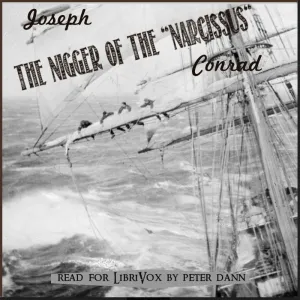 Joseph
THE NIGGER OF THE "NARCISSUS"
Conrad
READ FOR LIBRIVOX BY PETER DANN